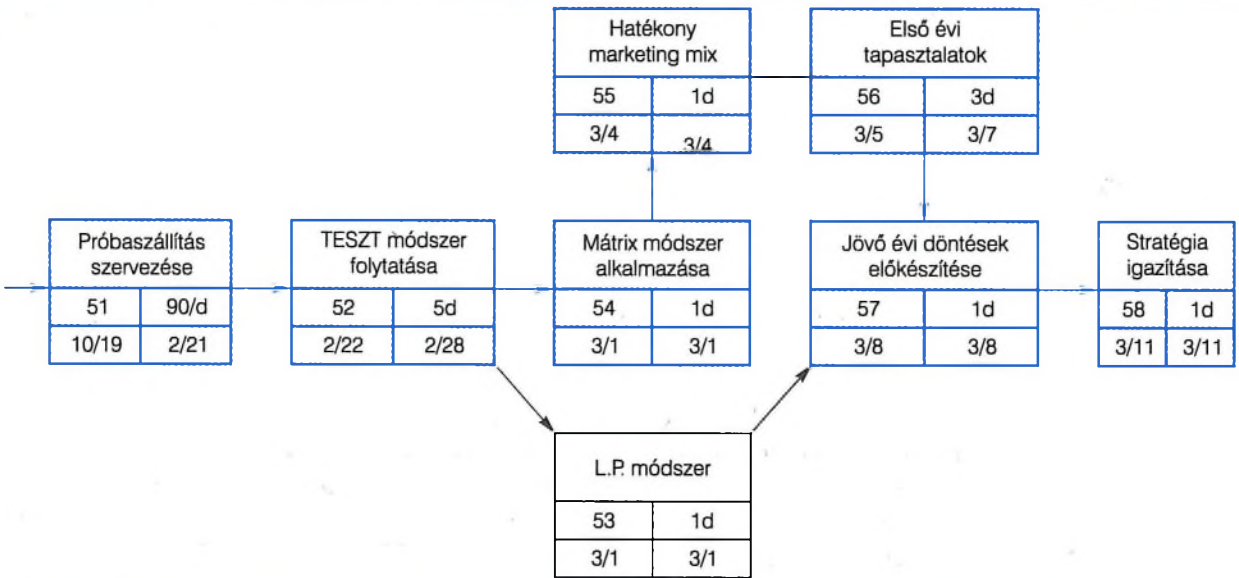 Hatékony
marketing mix
55 1d
3/4 3/4
Első évi
tapasztalatok
56 3d
3/5 3/7
Próbaszállítás
szervezése
51 90/d
10/19 2/21
TESZT módszer
folytatása
52 5d
2/22 2/28
Mátrix módszer
alkalmazása
54 1d
3/1 3/1
Jövő évi döntések
előkészítése
57 1d
3/8 3/8
Stratégia
igazítása
58 1d
3/11 3/11
L.P. módszer
53 1d
3/1 3/1